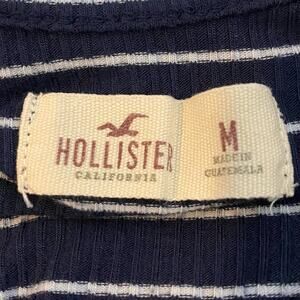 HOLLISTER
CALIFORNIA
M
MADE IN
GUATEMALA